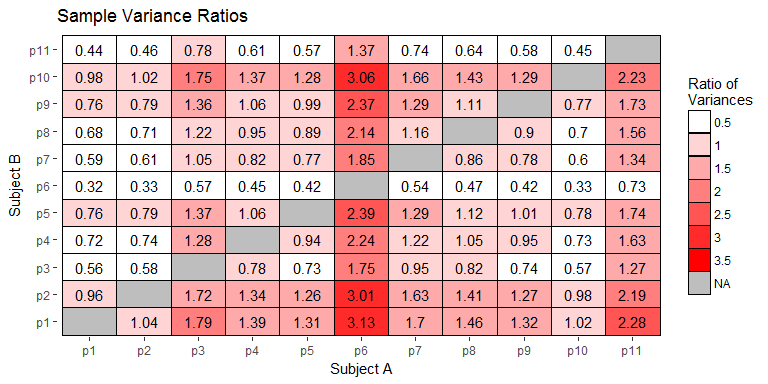 Sample Variance Ratios
Subject B
p11 0.44 0.46 0.78 0.61 0.57 1.37 0.74 0.64 0.58 0.45
p10 0.98 1.02 1.75 1.37 1.28 3.06 1.66 1.43 1.29 2.23
p9 0.76 0.79 1.36 1.06 0.99 2.37 1.29 1.11 0.77 1.73
p8 0.68 0.71 1.22 0.95 0.89 2.14 1.16 0.9 0.7 1.56
p7 0.59 0.61 1.05 0.82 0.77 1.85 0.86 0.78 0.6 1.34
p6 0.32 0.33 0.57 0.45 0.42 0.54 0.47 0.42 0.33 0.73
p5 0.76 0.79 1.37 1.06 2.39 1.29 1.12 1.01 0.78 1.74
p4 0.72 0.74 1.28 0.94 2.24 1.22 1.05 0.95 0.73 1.63
p3 0.56 0.58 0.78 0.73 1.75 0.95 0.82 0.74 0.57 1.27
p2 0.96 1.72 1.34 1.26 3.01 1.63 1.41 1.27 0.98 2.19
p1 1.04 1.79 1.39 1.31 3.13 1.7 1.46 1.32 1.02 2.28
p1 p2 p3 p4 p5 p6 p7 p8 p9 p10 p11
Subject A
Ratio of
Variances
0.5
1
1.5
2
2.5
3
3.5
NA